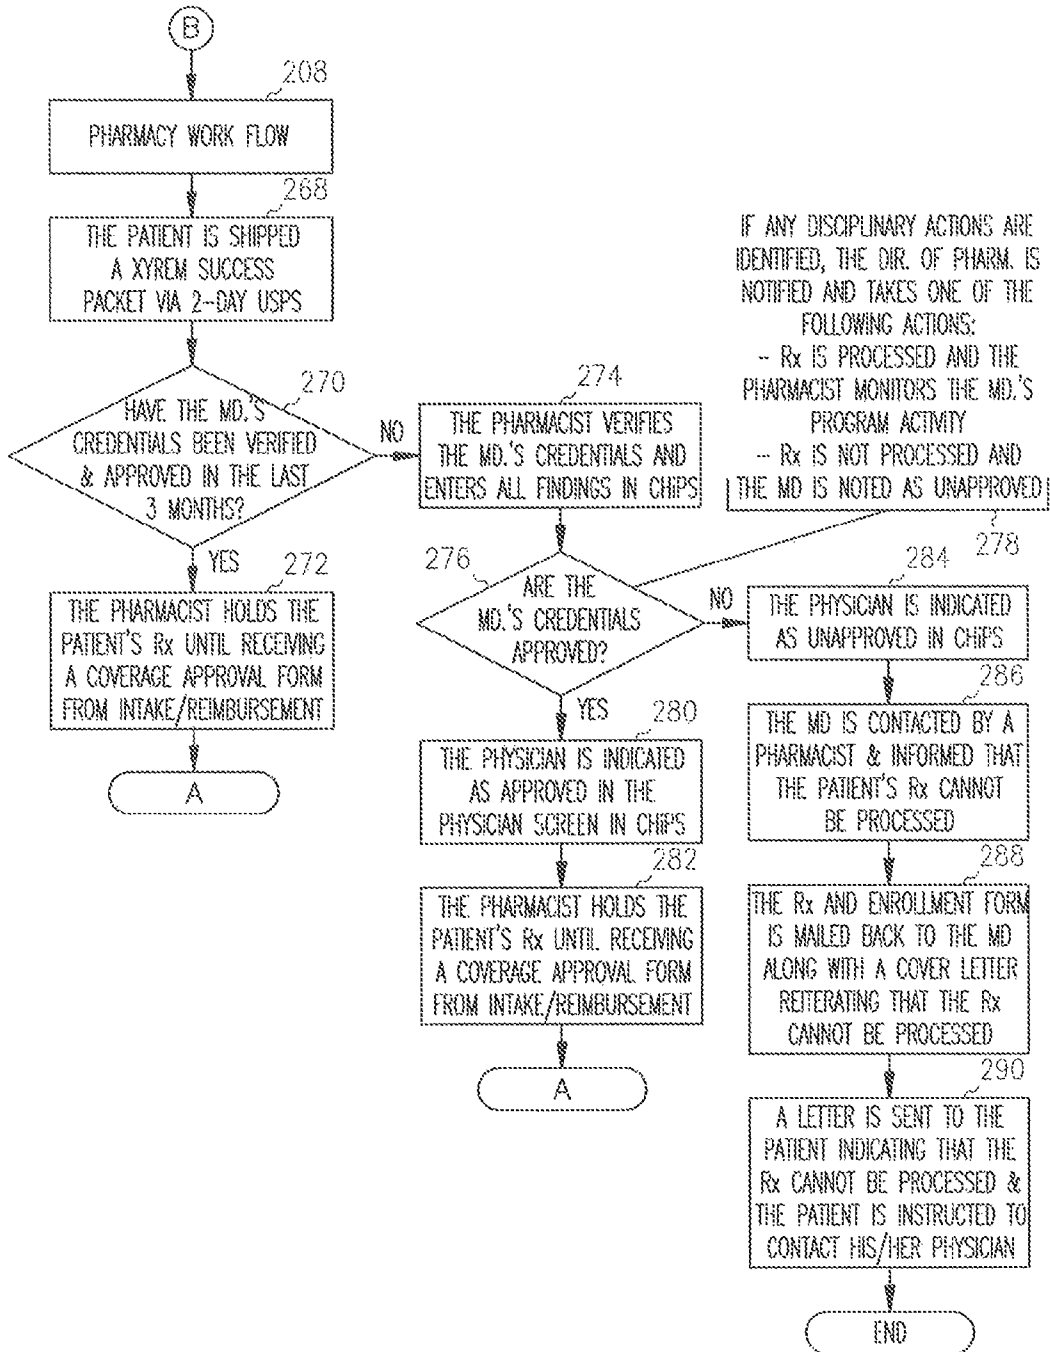 B
208
PHARMACY WORK FLOW
268
THE PATIENT IS SHIPPED
A XYREM SUCCESS
PACKET VIA 2-DAY USPS
270
HAVE THE MD.'S
CREDENTIALS BEEN VERIFIED
& APPROVED IN THE LAST
3 MONTHS?
NO
YES
272
THE PHARMACIST HOLDS THE
PATIENT'S Rx UNTIL RECEIVING
A COVERAGE APPROVAL FORM
FROM INTAKE/REIMBURSEMENT
A
274
THE PHARMACIST VERIFIES
THE MD.'S CREDENTIALS AND
ENTERS ALL FINDINGS IN CHIPS
IF ANY DISCIPLINARY ACTIONS ARE
IDENTIFIED, THE DIR. OF PHARM. IS
NOTIFIED AND TAKES ONE OF THE
FOLLOWING ACTIONS:
-- Rx IS PROCESSED AND THE
PHARMACIST MONITORS THE MD.'S
PROGRAM ACTIVITY
-- Rx IS NOT PROCESSED AND
THE MD IS NOTED AS UNAPPROVED
278
276
ARE THE
MD.'S CREDENTIALS
APPROVED?
NO
YES
280
THE PHYSICIAN IS INDICATED
AS APPROVED IN THE
PHYSICIAN SCREEN IN CHIPS
282
THE PHARMACIST HOLDS THE
PATIENT'S Rx UNTIL RECEIVING
A COVERAGE APPROVAL FORM
FROM INTAKE/REIMBURSEMENT
A
284
THE PHYSICIAN IS INDICATED
AS UNAPPROVED IN CHIPS
286
THE MD IS CONTACTED BY A
PHARMACIST & INFORMED THAT
THE PATIENT'S Rx CANNOT
BE PROCESSED
288
THE Rx AND ENROLLMENT FORM
IS MAILED BACK TO THE MD
ALONG WITH A COVER LETTER
REITERATING THAT THE Rx
CANNOT BE PROCESSED
290
A LETTER IS SENT TO THE
PATIENT INDICATING THAT THE
Rx CANNOT BE PROCESSED &
THE PATIENT IS INSTRUCTED TO
CONTACT HIS/HER PHYSICIAN
END